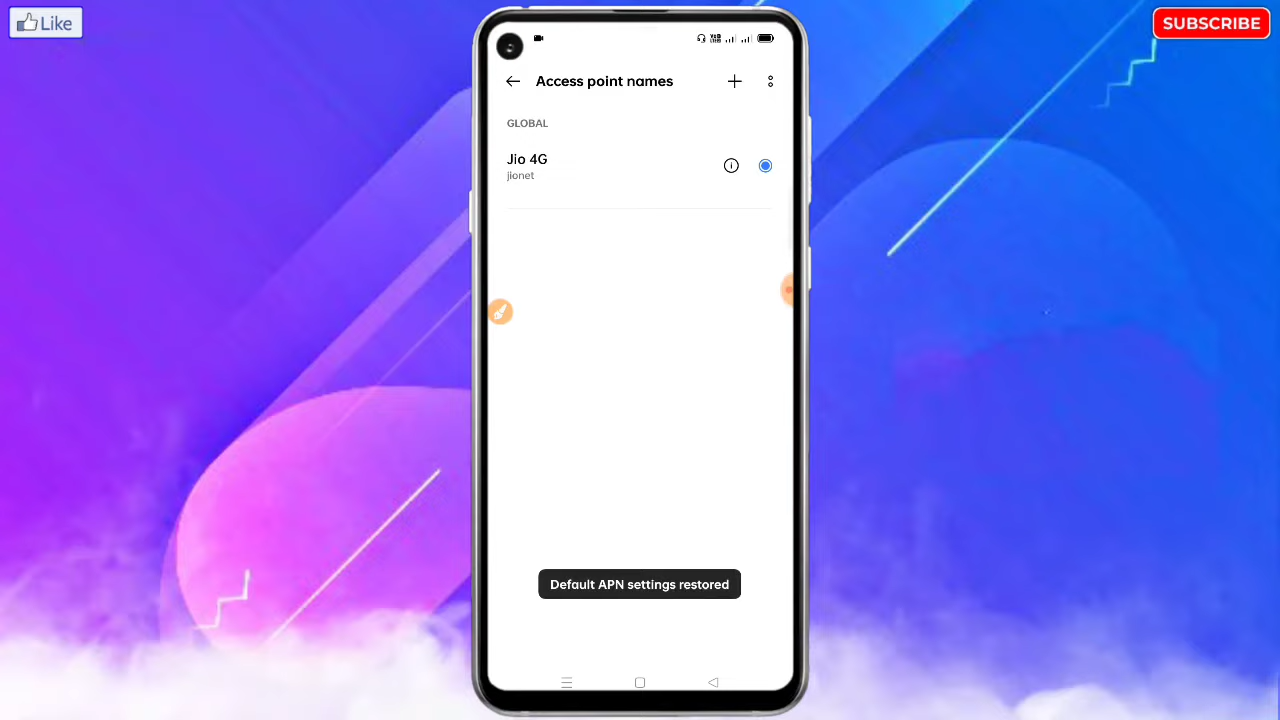 Like
SUBSCRIBE
Access point names
GLOBAL
Jio 4G
jionet
Default APN settings restored